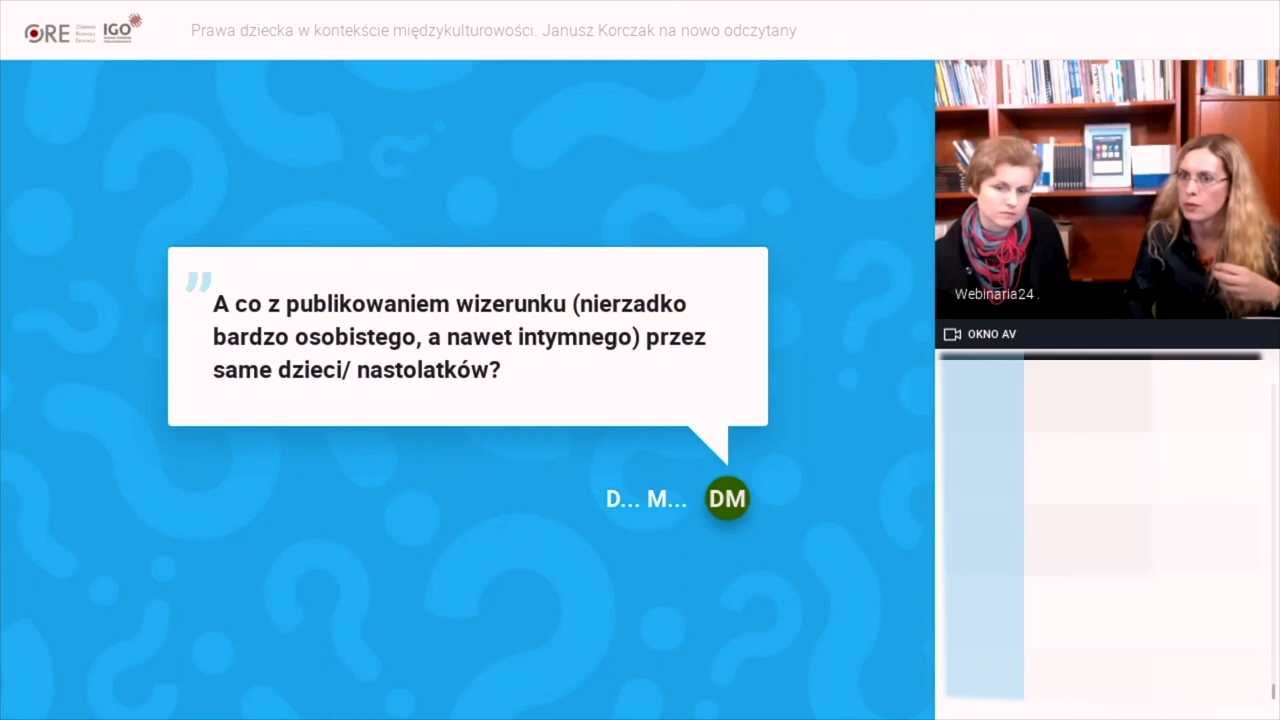 ORE
IGO
Prawa dziecka w kontekście międzykulturowości. Janusz Korczak na nowo odczytany
A co z publikowaniem wizerunku (nierzadko
bardzo osobistego, a nawet intymnego) przez
same dzieci/ nastolatków?
D... M... DM
Webinaria24 .
OKNO AV